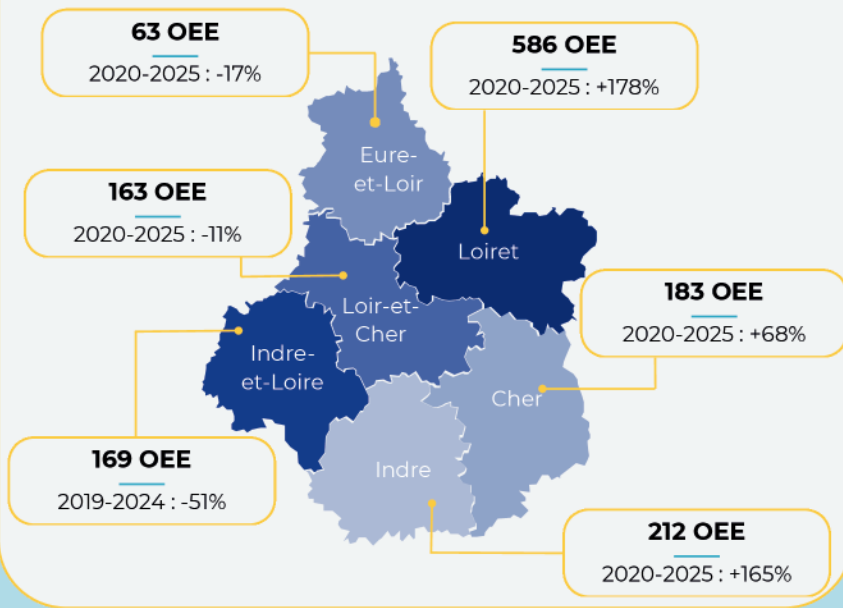 63 OEE
2020-2025 : -17%
586 OEE
2020-2025 : +178%
Eure-
et-Loir
163 OEE
2020-2025 : -11%
Loiret
183 OEE
2020-2025 : +68%
Loir-et-
Cher
Indre-
et-Loire
Cher
169 OEE
2019-2024 : -51%
Indre
212 OEE
2020-2025 : +165%